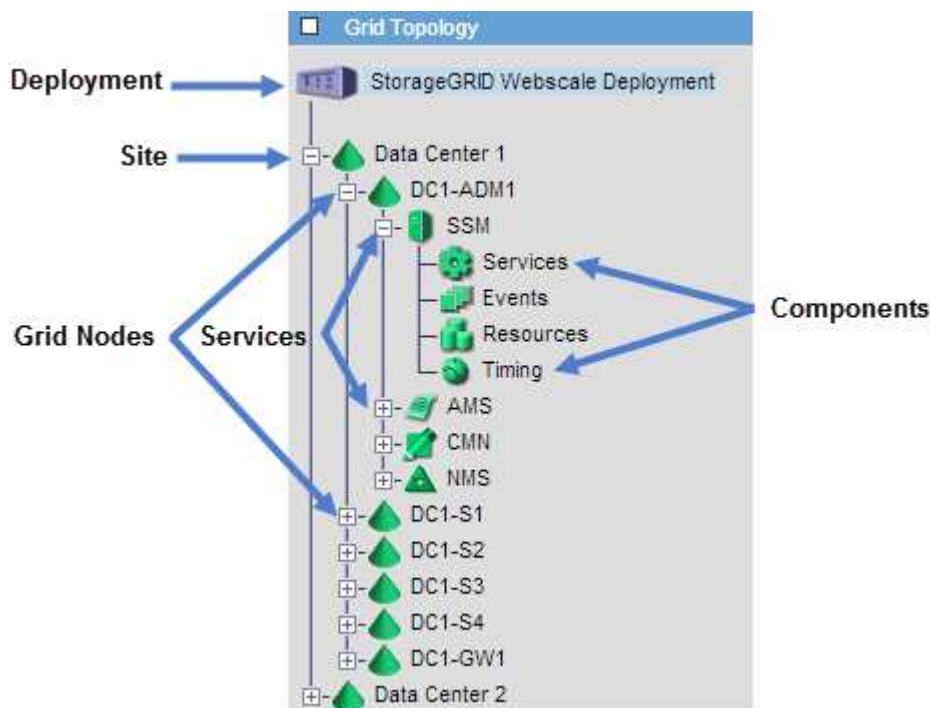 Grid Topology
Deployment
StorageGRID Webscale Deployment
Site
Data Center 1
DC1-ADM1
SSM
Services
Events
Components
Grid Nodes
Services
Resources
Timing
AMS
CMN
NMS
DC1-S1
DC1-S2
DC1-S3
DC1-S4
DC1-GW1
Data Center 2